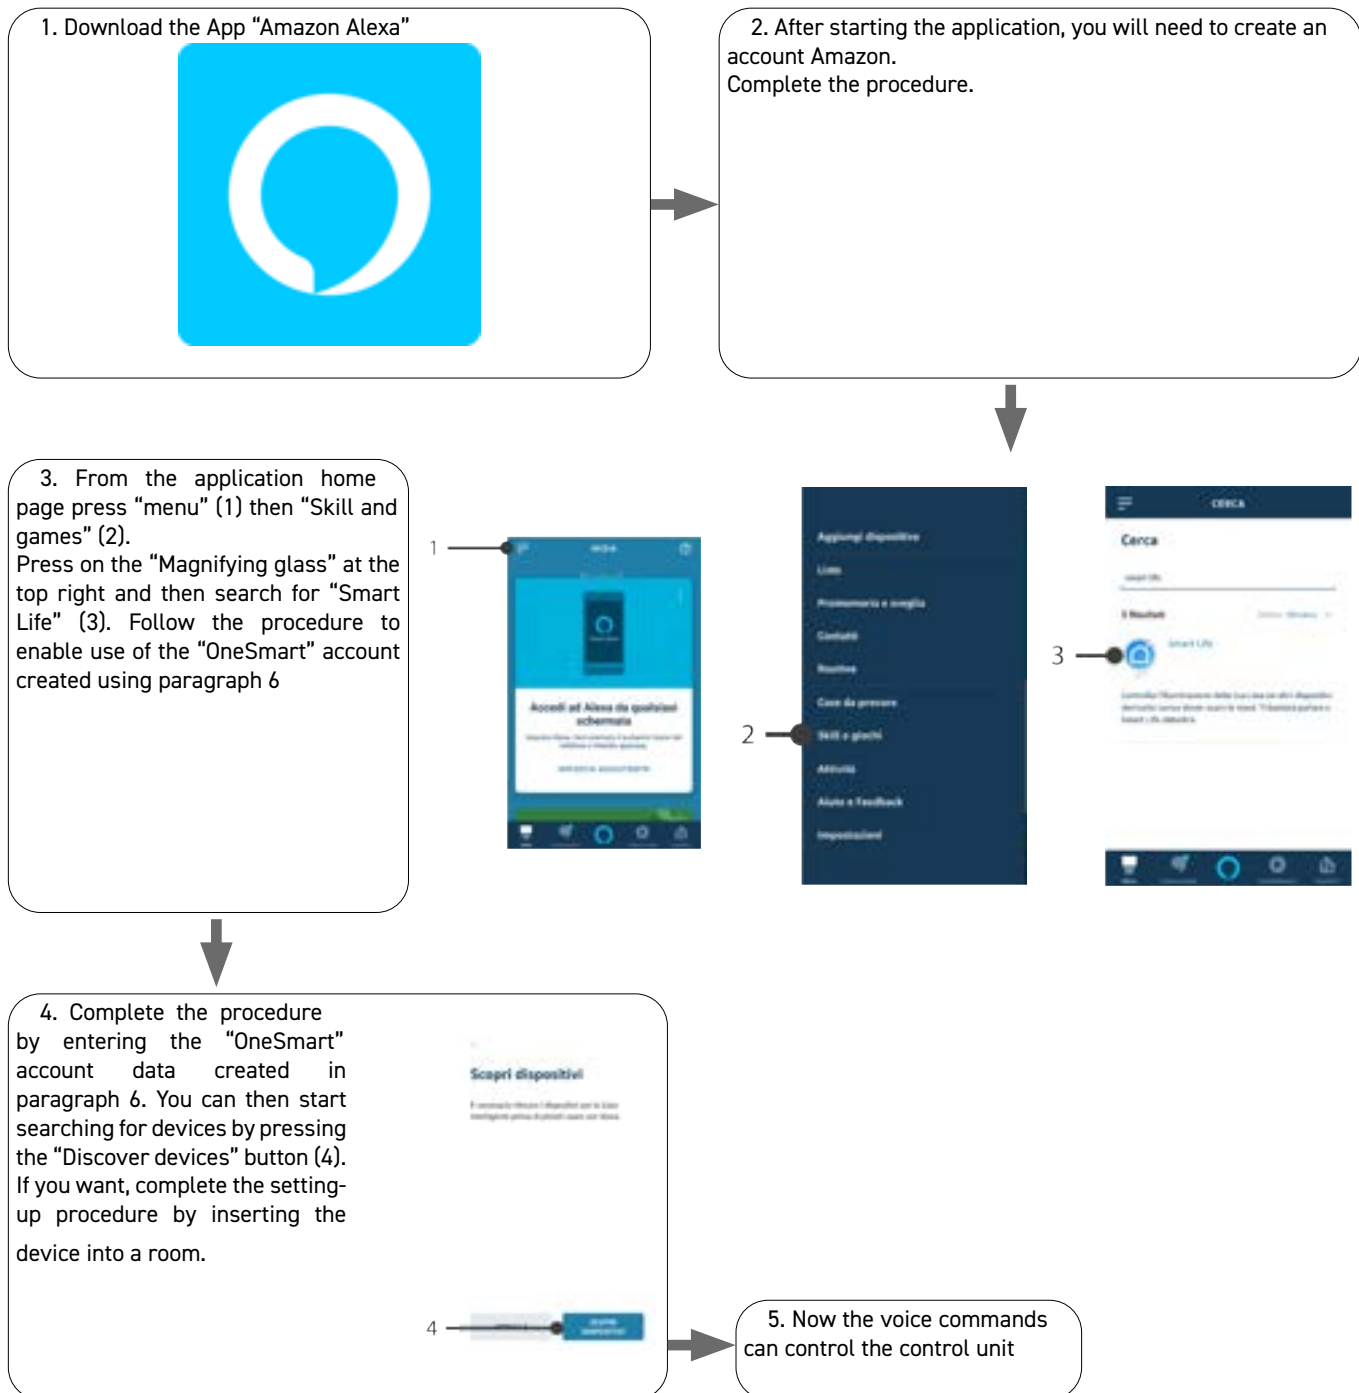 1. Download the App “Amazon Alexa”
2. After starting the application, you will need to create an
account Amazon.
Complete the procedure.
3. From the application home
page press “menu” (1) then “Skill and
games” (2).
Press on the “Magnifying glass” at the
top right and then search for “Smart
Life” (3). Follow the procedure to
enable use of the “OneSmart” account
created using paragraph 6
1
Accedi ad Alexa da qualsiasi
schermata
2
Aggiungi dispositivo
Liste
Promemoria e sveglie
Contatti
Routine
Cose da provare
Skill e giochi
Attività
Aiuto e Feedback
Impostazioni
CERCA
Cerca
smart life
3
Smart Life
4. Complete the procedure
by entering the “OneSmart”
account data created in
paragraph 6. You can then start
searching for devices by pressing
the “Discover devices” button (4).
If you want, complete the setting-
up procedure by inserting the
device into a room.
Scopri dispositivi
4
5. Now the voice commands
can control the control unit